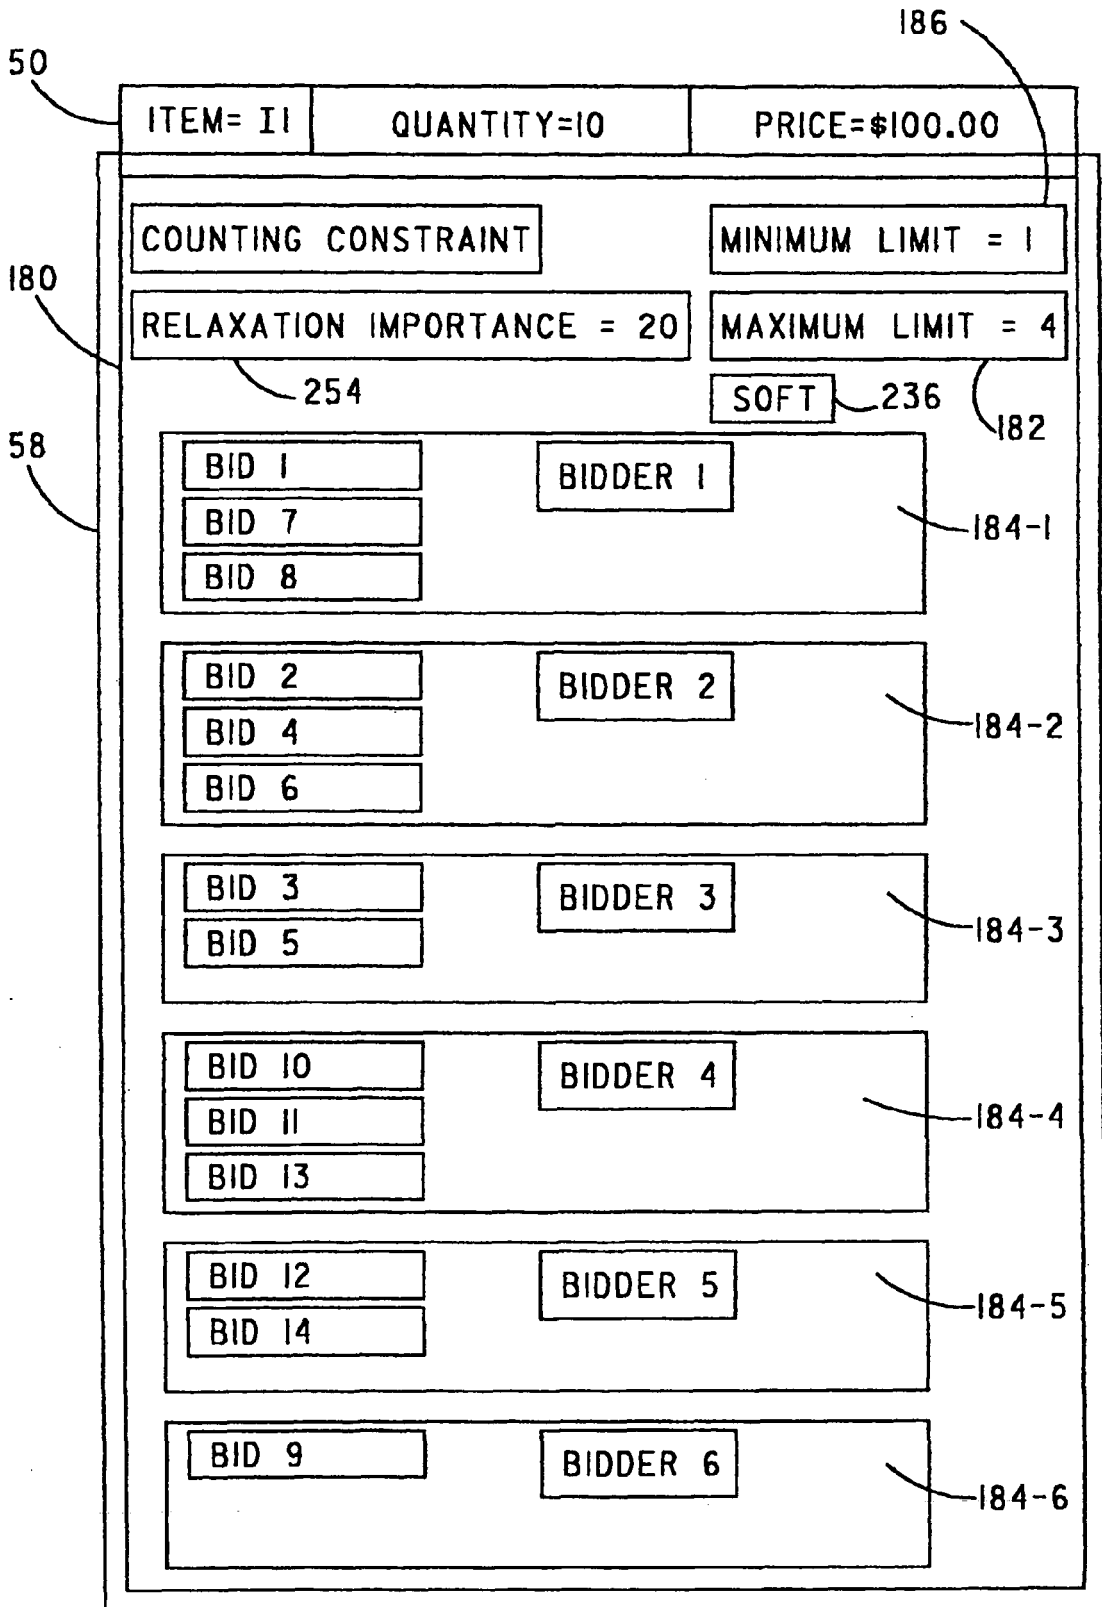 186
50
ITEM= I1 QUANTITY=10 PRICE=$100.00
COUNTING CONSTRAINT MINIMUM LIMIT = 1
180
RELAXATION IMPORTANCE = 20 MAXIMUM LIMIT = 4
254 SOFT 236
182
58
BID 1 BIDDER 1
BID 7 184-1
BID 8
BID 2 BIDDER 2
BID 4 184-2
BID 6
BID 3 BIDDER 3
BID 5 184-3
BID 10 BIDDER 4
BID 11 184-4
BID 13
BID 12 BIDDER 5
BID 14 184-5
BID 9 BIDDER 6
184-6